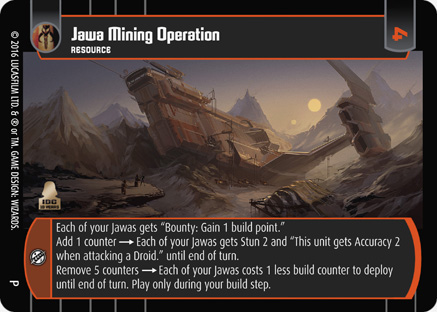 Jawa Mining Operation
RESOURCE
4
© 2016 LUCASFILM LTD. & ® or TM. GAME DESIGN: WIZARDS.
P
100
Each of your Jawas gets “Bounty: Gain 1 build point.”
Add 1 counter → Each of your Jawas gets Stun 2 and “This unit gets Accuracy 2
when attacking a Droid.” until end of turn.
Remove 5 counters → Each of your Jawas costs 1 less build counter to deploy
until end of turn. Play only during your build step.